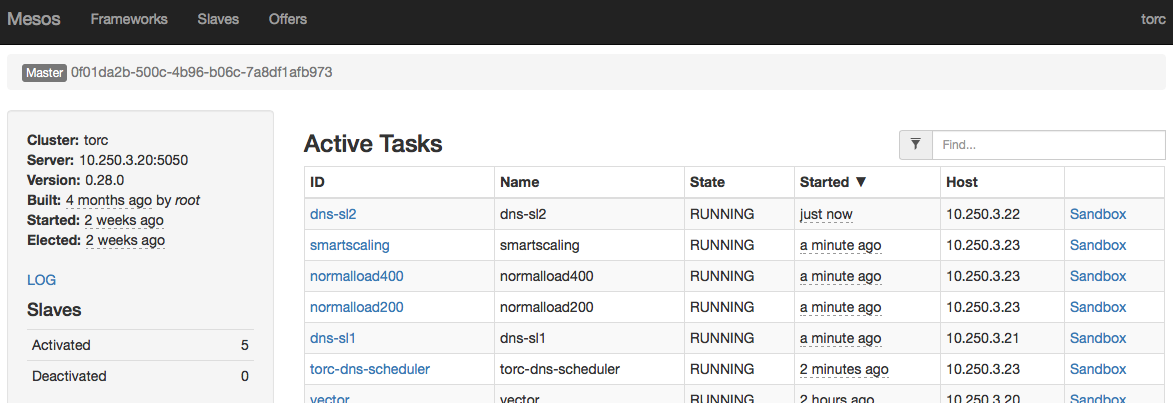 Mesos Frameworks Slaves Offers torc
Master 0f01da2b-500c-4b96-b06c-7a8df1afb973
Cluster: torc
Server: 10.250.3.20:5050
Version: 0.28.0
Built: 4 months ago by root
Started: 2 weeks ago
Elected: 2 weeks ago
LOG
Slaves
Activated 5
Deactivated 0
Active Tasks
Find...
ID Name State Started ▼ Host
dns-sl2 dns-sl2 RUNNING just now 10.250.3.22 Sandbox
smartscaling smartscaling RUNNING a minute ago 10.250.3.23 Sandbox
normalload400 normalload400 RUNNING a minute ago 10.250.3.23 Sandbox
normalload200 normalload200 RUNNING a minute ago 10.250.3.23 Sandbox
dns-sl1 dns-sl1 RUNNING a minute ago 10.250.3.21 Sandbox
torc-dns-scheduler torc-dns-scheduler RUNNING 2 minutes ago 10.250.3.23 Sandbox
vector vector RUNNING 2 hours ago 10.250.3.20 Sandbox